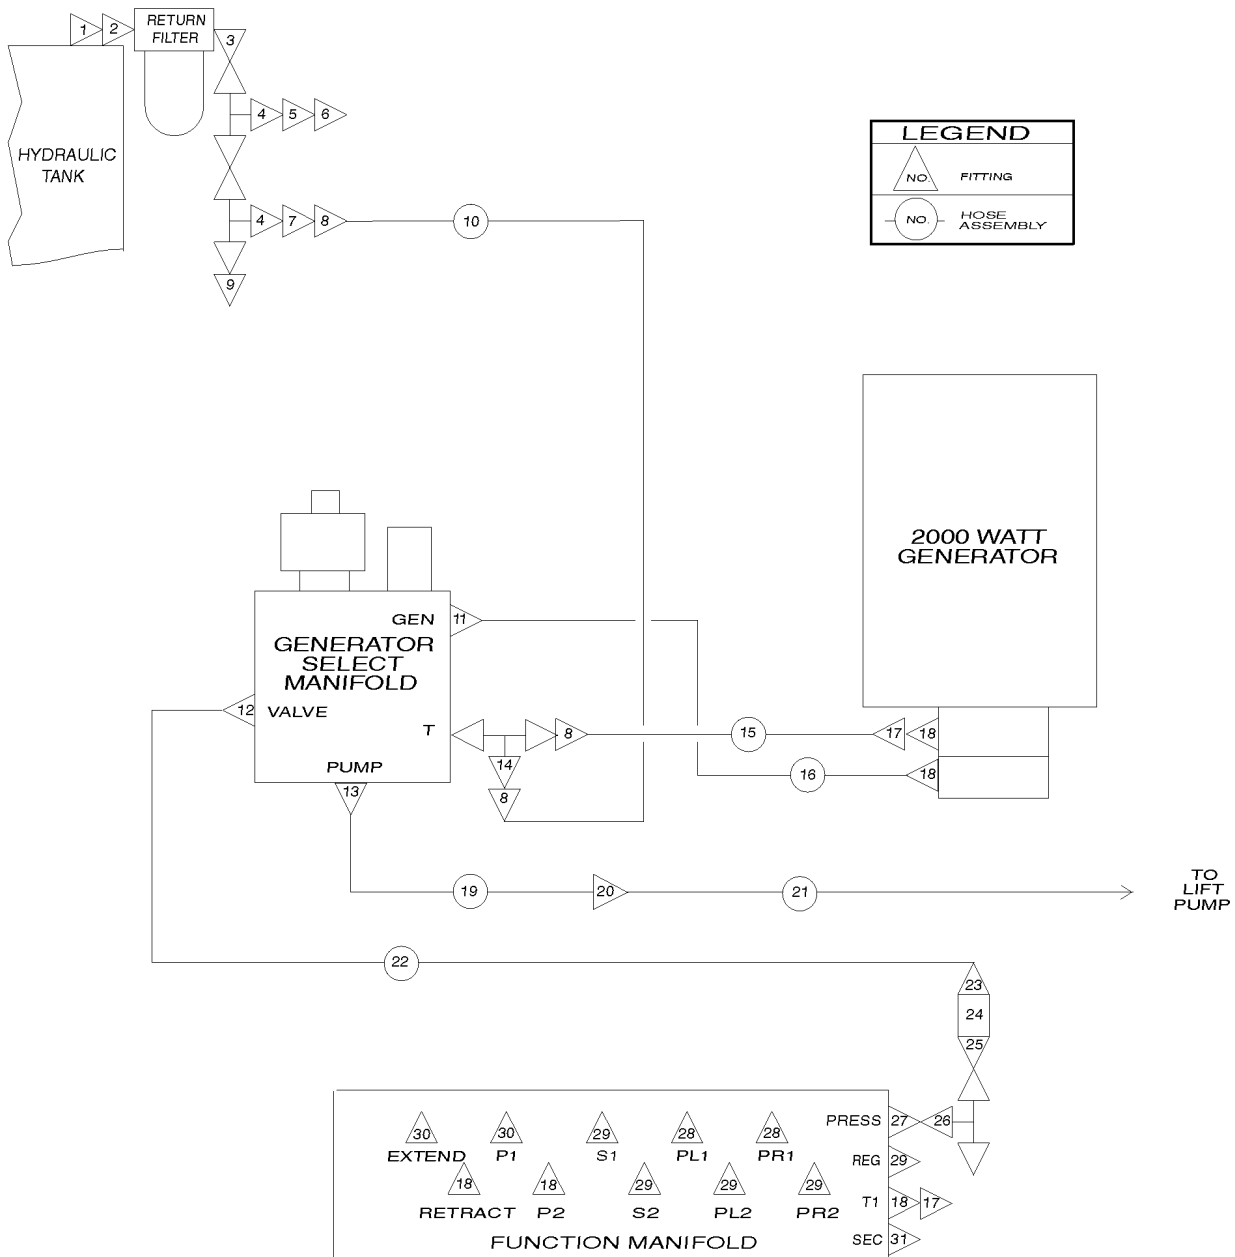 1
2
RETURN
FILTER
3
4
5
6
HYDRAULIC
TANK
4
7
8
10
9
LEGEND
NO.
FITTING
NO.
HOSE
ASSEMBLY
2000 WATT
GENERATOR
GEN
11
GENERATOR
SELECT
MANIFOLD
12
VALVE
T
8
15
17
18
14
16
18
PUMP
13
8
19
20
21
TO
LIFT
PUMP
22
23
24
25
30
30
29
28
28
PRESS
27
26
EXTEND
P1
S1
PL1
PR1
REG
29
18
18
29
29
29
RETRACT
P2
S2
PL2
PR2
T1
18
17
FUNCTION MANIFOLD
SEC
31